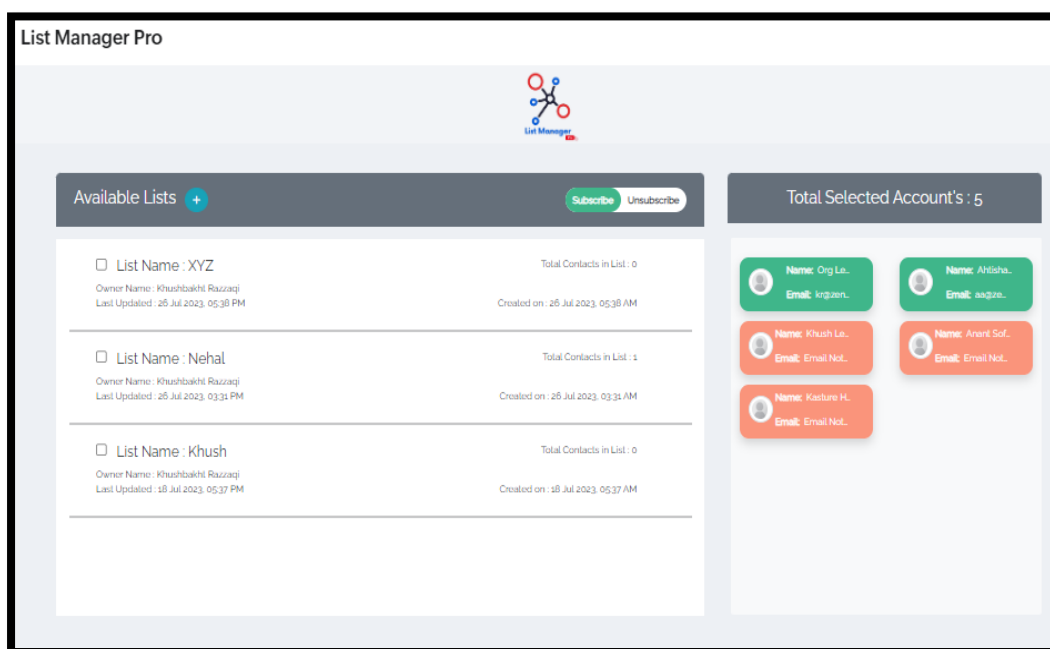 List Manager Pro
List Manager
Available Lists +
Subscribe Unsubscribe
Total Selected Account's : 5
List Name : XYZ
Total Contacts in List : 0
Owner Name : Khushbakht Razzaqi
Last Updated : 26 Jul 2023, 05:38 PM
Created on : 26 Jul 2023, 05:38 AM
List Name : Nehal
Total Contacts in List : 1
Owner Name : Khushbakht Razzaqi
Last Updated : 26 Jul 2023, 03:31 PM
Created on : 26 Jul 2023, 03:31 AM
List Name : Khush
Total Contacts in List : 0
Owner Name : Khushbakht Razzaqi
Last Updated : 18 Jul 2023, 05:37 PM
Created on : 18 Jul 2023, 05:37 AM
Name: Org Le..
Email: kr@zen..
Name: Ahtisha..
Email: aa@ze..
Name: Khush Le..
Email: Email Not..
Name: Anant Sof..
Email: Email Not..
Name: Kasture H..
Email: Email Not..